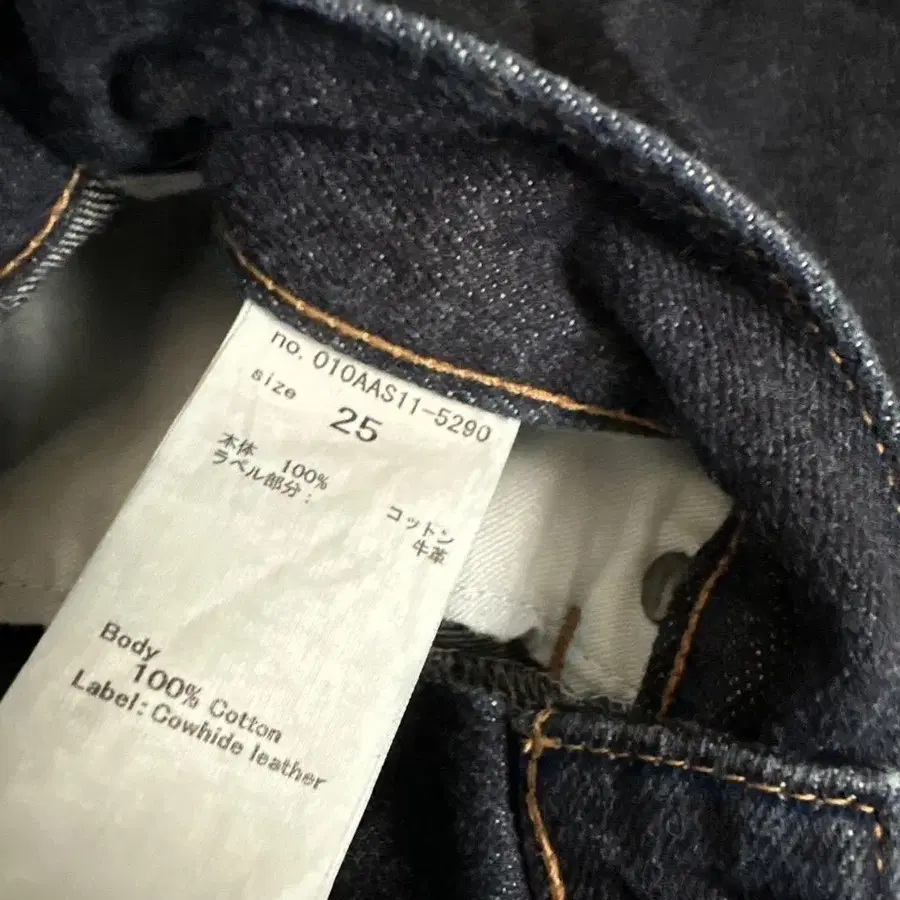 no. 010AAS11-5290
size 25
本体 100% コットン
ラベル部分: 牛革
Body
100% Cotton
Label:Cowhide leather